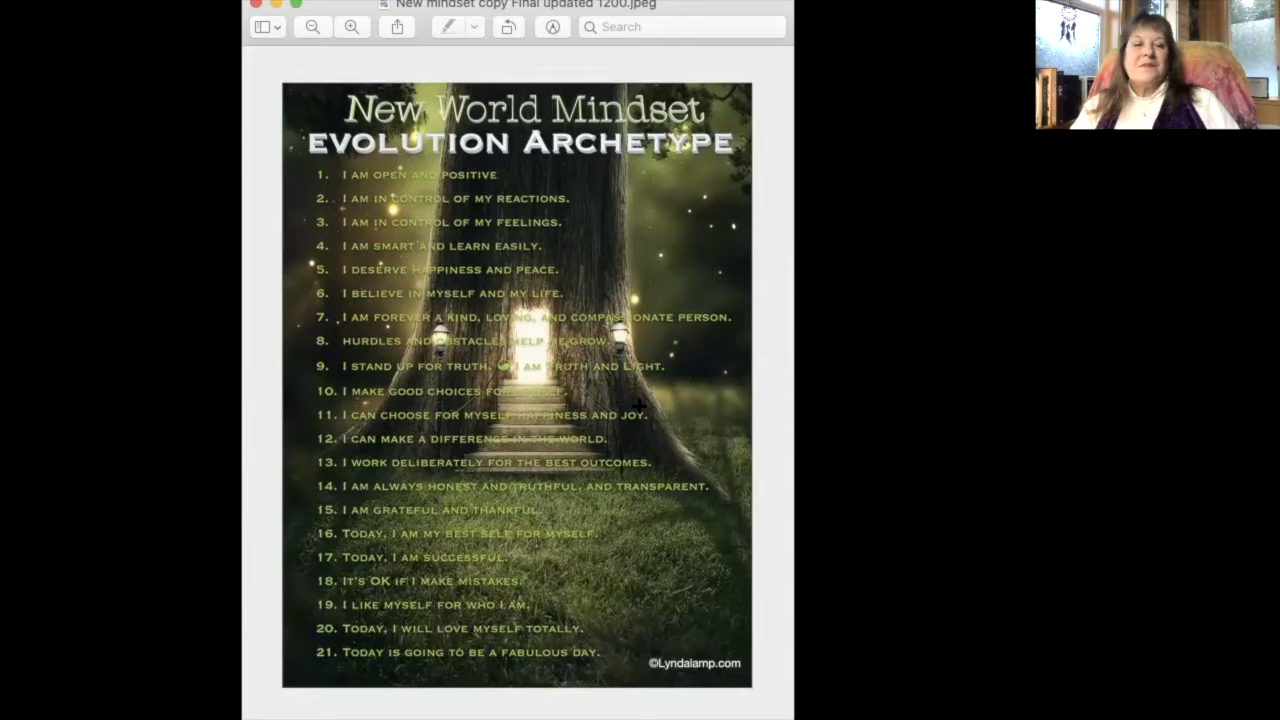 New mindset copy Final updated 1200.jpeg
Search
New World Mindset
EVOLUTION ARCHETYPE
1. I AM OPEN AND POSITIVE
2. I AM IN CONTROL OF MY REACTIONS.
3. I AM IN CONTROL OF MY FEELINGS.
4. I AM SMART AND LEARN EASILY.
5. I DESERVE HAPPINESS AND PEACE.
6. I BELIEVE IN MYSELF AND MY LIFE.
7. I AM FOREVER A KIND, LOVING, AND COMPASSIONATE PERSON.
8. HURDLES AND OBSTACLES HELP ME GROW.
9. I STAND UP FOR TRUTH. I AM TRUTH AND LIGHT.
10. I MAKE GOOD CHOICES FOR MYSELF.
11. I CAN CHOOSE FOR MYSELF HAPPINESS AND JOY.
12. I CAN MAKE A DIFFERENCE IN THE WORLD.
13. I WORK DELIBERATELY FOR THE BEST OUTCOMES.
14. I AM ALWAYS HONEST AND TRUTHFUL, AND TRANSPARENT.
15. I AM GRATEFUL AND THANKFUL.
16. TODAY, I AM MY BEST SELF FOR MYSELF.
17. TODAY, I AM SUCCESSFUL.
18. IT'S OK IF I MAKE MISTAKES.
19. I LIKE MYSELF FOR WHO I AM.
20. TODAY, I WILL LOVE MYSELF TOTALLY.
21. TODAY IS GOING TO BE A FABULOUS DAY.
©Lyndalamp.com